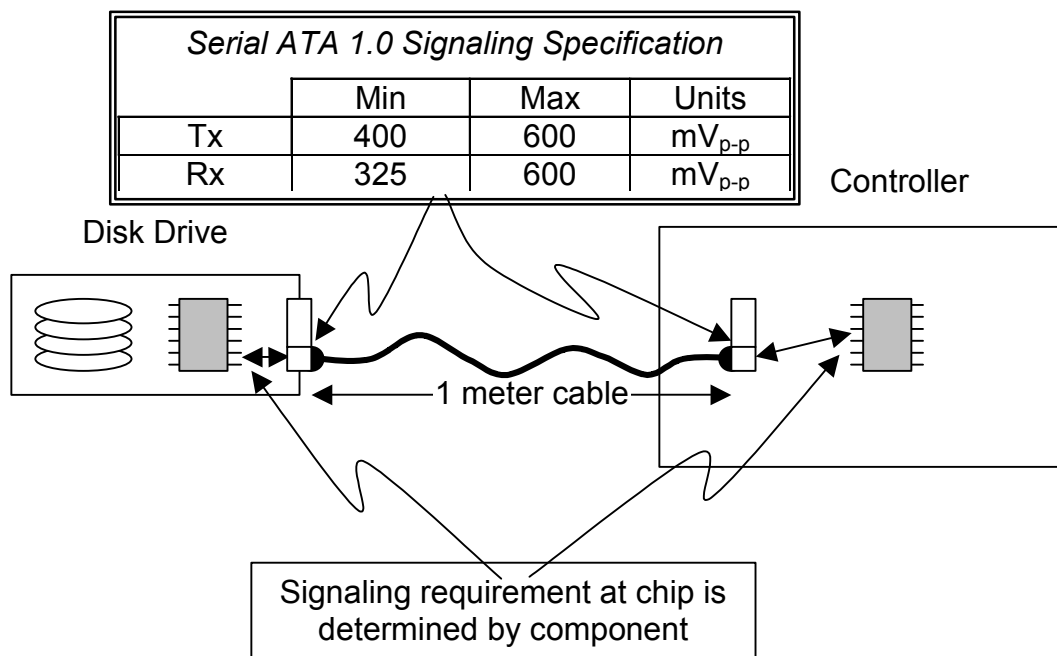 Serial ATA 1.0 Signaling Specification
Min Max Units
Tx 400 600 mVp-p
Rx 325 600 mVp-p
Controller
Disk Drive
1 meter cable
Signaling requirement at chip is
determined by component